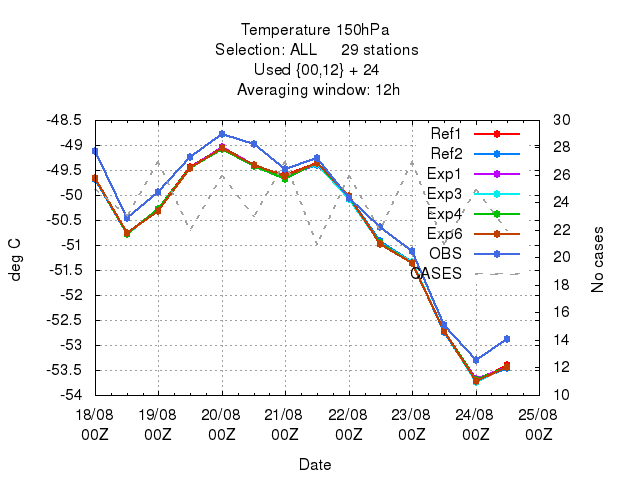 Temperature 150hPa
Selection: ALL 29 stations
Used {00,12} + 24
Averaging window: 12h
-48.5
-49
-49.5
-50
-50.5
-51
-51.5
-52
-52.5
-53
-53.5
-54
deg C
30
28
26
24
22
20
18
16
14
12
10
No cases
Ref1
Ref2
Exp1
Exp3
Exp4
Exp6
OBS
CASES
18/08 19/08 20/08 21/08 22/08 23/08 24/08 25/08
00Z 00Z 00Z 00Z 00Z 00Z 00Z 00Z
Date